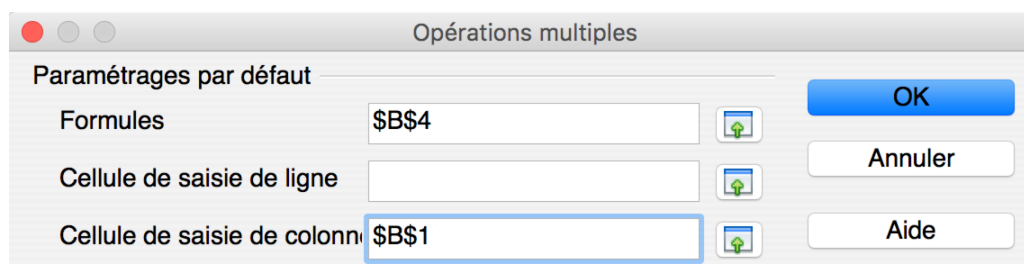 Opérations multiples
Paramétrages par défaut
OK
Formules $B$4
Annuler
Cellule de saisie de ligne
Cellule de saisie de colonn $B$1
Aide